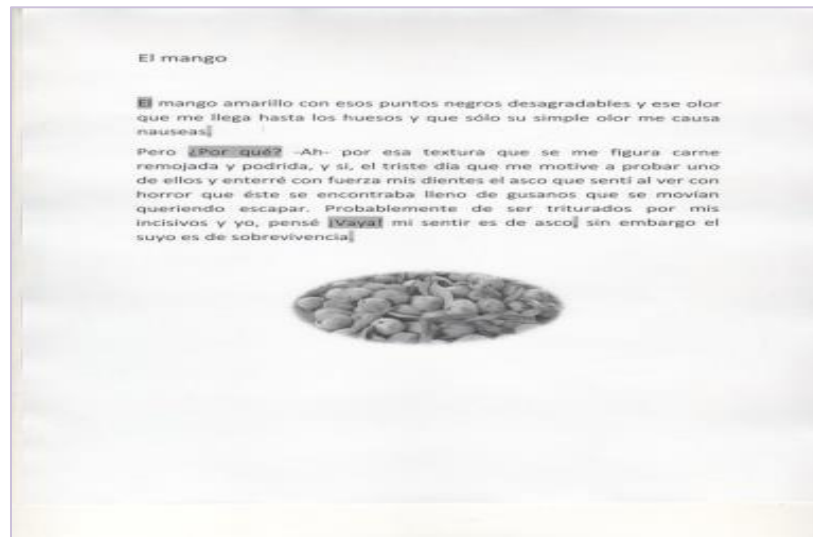 El mango
El mango amarillo con esos puntos negros desagradables y ese olor
que me llega hasta los huesos y que sólo su simple olor me causa
nauseas.
Pero ¿Por qué? -Ah- por esa textura que se me figura carne
remojada y podrida, y si, el triste día que me motive a probar uno
de ellos y enterré con fuerza mis dientes el asco que sentí al ver con
horror que éste se encontraba lleno de gusanos que se movían
queriendo escapar. Probablemente de ser triturados por mis
incisivos y yo, pensé ¡Vaya! mi sentir es de asco, sin embargo el
suyo es de sobrevivencia.